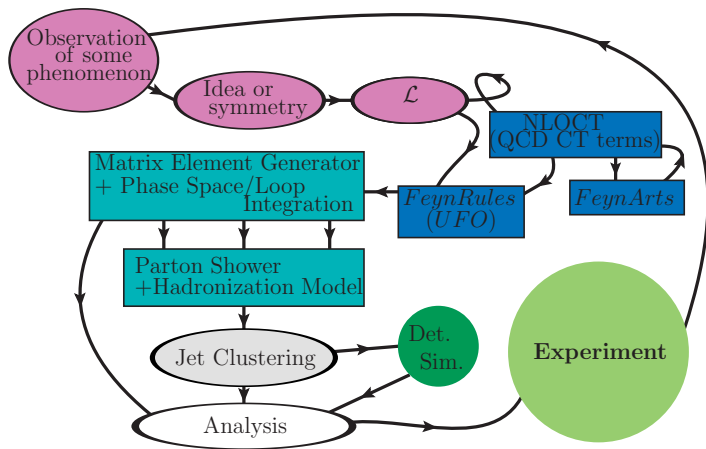 Observation
of some
phenomenon
Idea or
symmetry
ℒ
NLOCT
(QCD CT terms)
FeynArts
FeynRules
(UFO)
Matrix Element Generator
+ Phase Space/Loop
Integration
Parton Shower
+Hadronization Model
Jet Clustering
Det.
Sim.
Analysis
Experiment